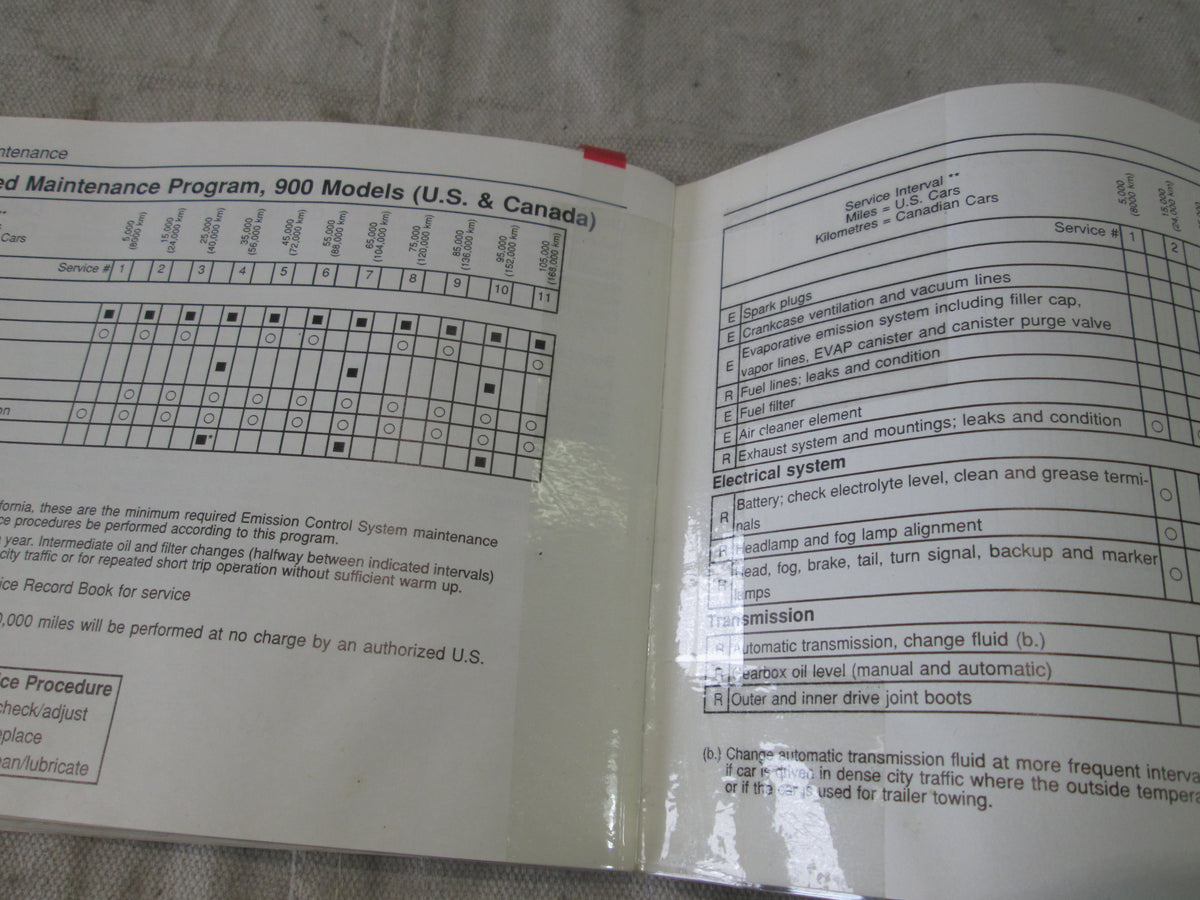 ntenance
ed Maintenance Program, 900 Models (U.S. & Canada)
**
Cars
5,000 (8000 km)
15,000 (24,000 km)
25,000 (40,000 km)
35,000 (56,000 km)
45,000 (72,000 km)
55,000 (88,000 km)
65,000 (104,000 km)
75,000 (120,000 km)
85,000 (136,000 km)
95,000 (152,000 km)
105,000 (168,000 km)
Service # 1 2 3 4 5 6 7 8 9 10 11
on
*
fornia, these are the minimum required Emission Control System maintenance
ce procedures be performed according to this program.
year. Intermediate oil and filter changes (halfway between indicated intervals)
city traffic or for repeated short trip operation without sufficient warm up.
ice Record Book for service
0,000 miles will be performed at no charge by an authorized U.S.
ice Procedure
check/adjust
eplace
ean/lubricate
Service Interval **
Miles = U.S. Cars
Kilometres = Canadian Cars
5,000 (8000 km)
15,000 (24,000 km)
Service # 1 2
E Spark plugs
E Crankcase ventilation and vacuum lines
E Evaporative emission system including filler cap,
vapor lines, EVAP canister and canister purge valve
R Fuel lines; leaks and condition
E Fuel filter
E Air cleaner element
R Exhaust system and mountings; leaks and condition
Electrical system
R Battery; check electrolyte level, clean and grease termi-
nals
R Headlamp and fog lamp alignment
R Head, fog, brake, tail, turn signal, backup and marker
lamps
Transmission
R Automatic transmission, change fluid (b.)
R Gearbox oil level (manual and automatic)
R Outer and inner drive joint boots
(b.) Change automatic transmission fluid at more frequent interva
if car is driven in dense city traffic where the outside tempera
or if the car is used for trailer towing.